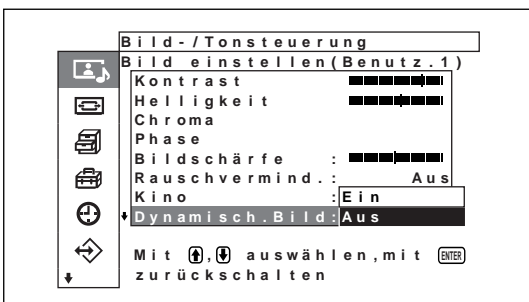 Bild-/Tonsteuerung
Bild einstellen(Benutz.1)
Kontrast
Helligkeit
Chroma
Phase
Bildschärfe :
Rauschvermind.: Aus
Kino :Ein
Dynamisch.Bild:Aus
Mit , auswählen,mit ENTER
zurückschalten